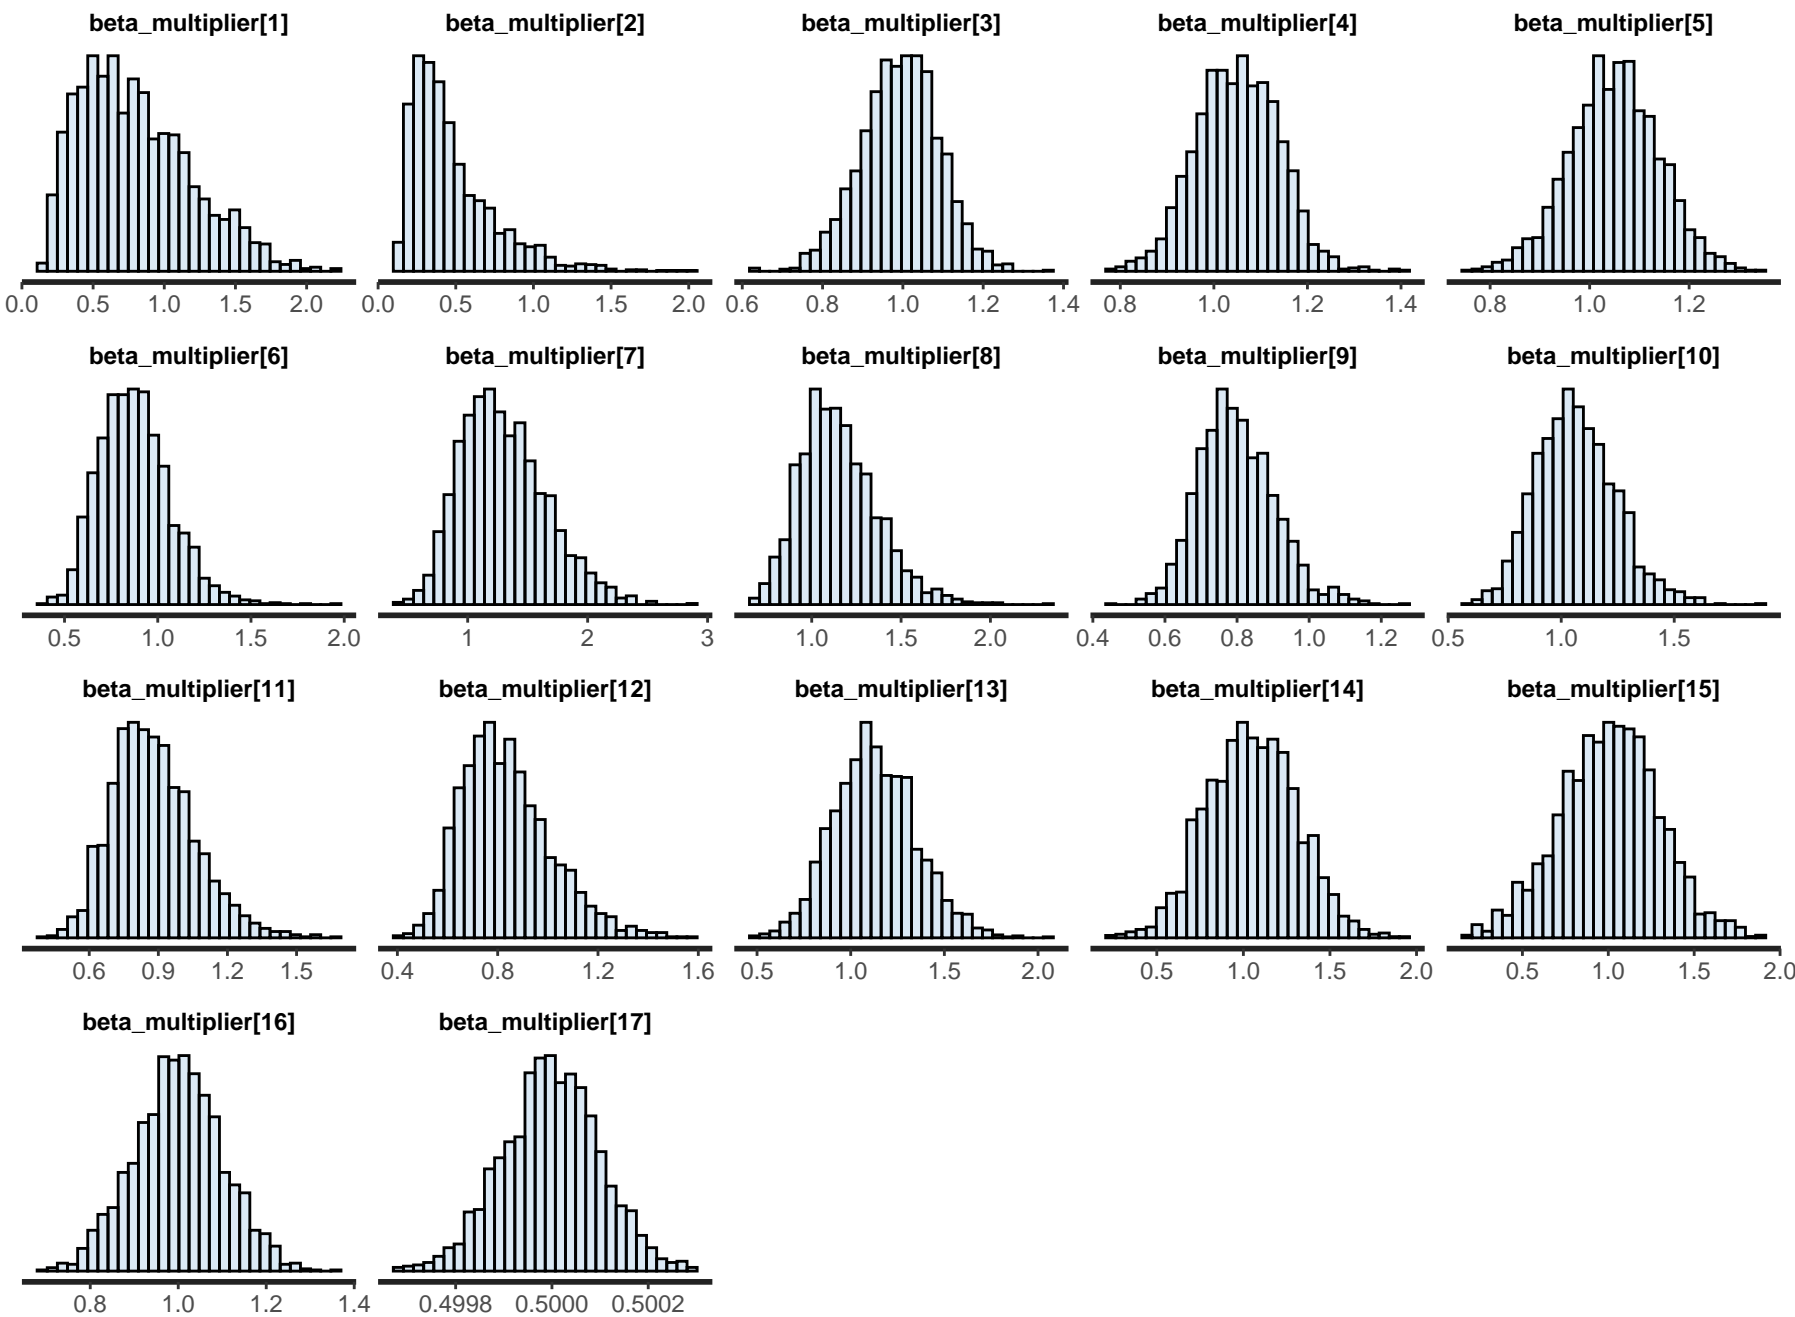 beta_multiplier[1] beta_multiplier[2] beta_multiplier[3] beta_multiplier[4] beta_multiplier[5]
0.0 0.5 1.0 1.5 2.0 0.0 0.5 1.0 1.5 2.0 0.6 0.8 1.0 1.2 1.4 0.8 1.0 1.2 1.4 0.8 1.0 1.2
beta_multiplier[6] beta_multiplier[7] beta_multiplier[8] beta_multiplier[9] beta_multiplier[10]
0.5 1.0 1.5 2.0 1 2 3 1.0 1.5 2.0 0.4 0.6 0.8 1.0 1.2 0.5 1.0 1.5
beta_multiplier[11] beta_multiplier[12] beta_multiplier[13] beta_multiplier[14] beta_multiplier[15]
0.6 0.9 1.2 1.5 0.4 0.8 1.2 1.6 0.5 1.0 1.5 2.0 0.5 1.0 1.5 2.0 0.5 1.0 1.5 2.0
beta_multiplier[16] beta_multiplier[17]
0.8 1.0 1.2 1.4 0.4998 0.5000 0.5002